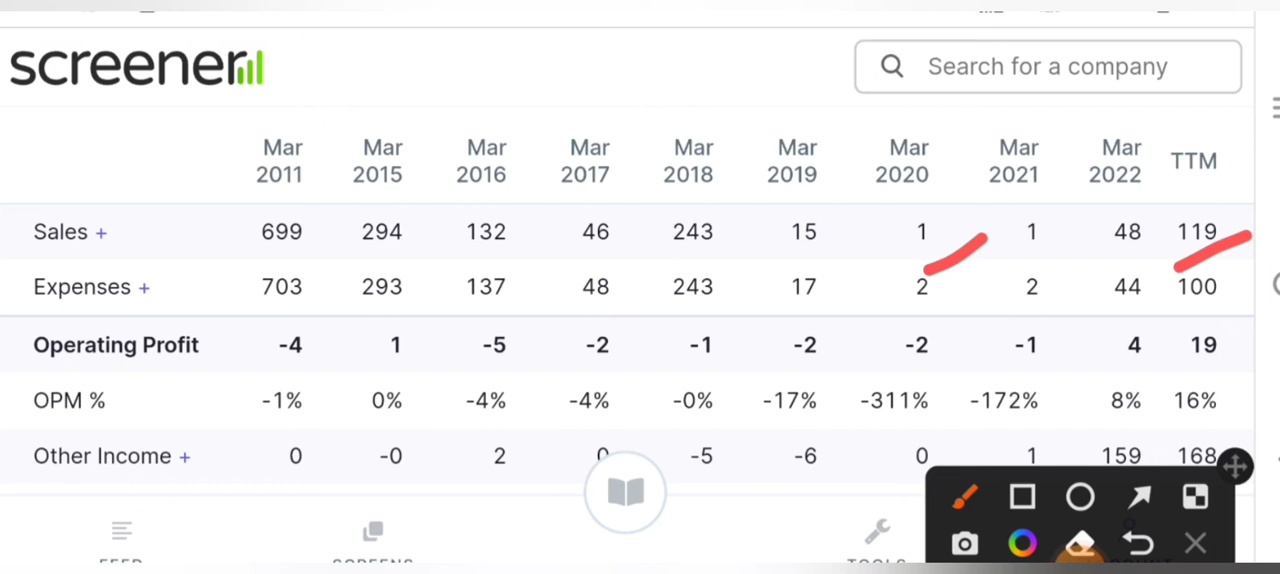 screener
Search for a company
Mar 2011 Mar 2015 Mar 2016 Mar 2017 Mar 2018 Mar 2019 Mar 2020 Mar 2021 Mar 2022 TTM
Sales + 699 294 132 46 243 15 1 1 48 119
Expenses + 703 293 137 48 243 17 2 2 44 100
Operating Profit -4 1 -5 -2 -1 -2 -2 -1 4 19
OPM % -1% 0% -4% -4% -0% -17% -311% -172% 8% 16%
Other Income + 0 -0 2 0 -5 -6 0 1 159 168
FEED SCREENS TOOLS